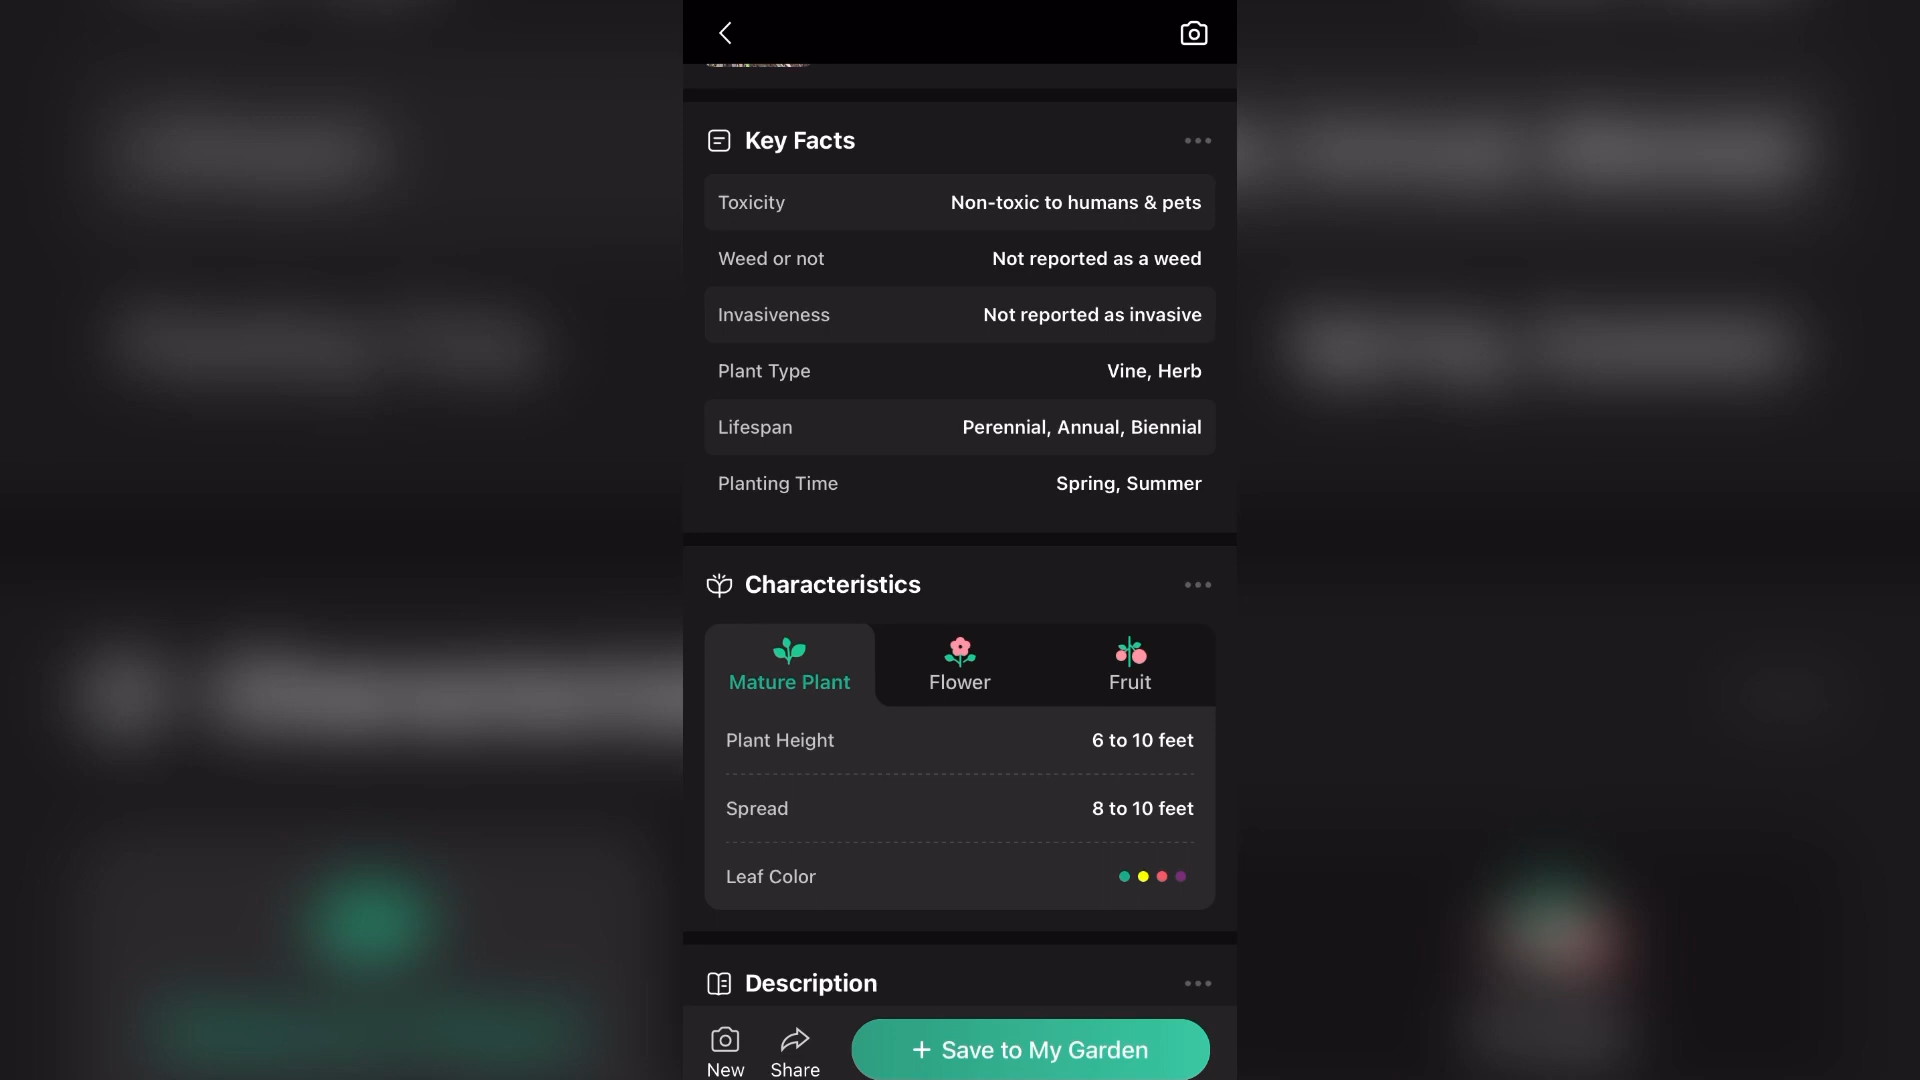 Key Facts
Toxicity Non-toxic to humans & pets
Weed or not Not reported as a weed
Invasiveness Not reported as invasive
Plant Type Vine, Herb
Lifespan Perennial, Annual, Biennial
Planting Time Spring, Summer
Characteristics
Mature Plant Flower Fruit
Plant Height 6 to 10 feet
Spread 8 to 10 feet
Leaf Color
Description
New Share + Save to My Garden